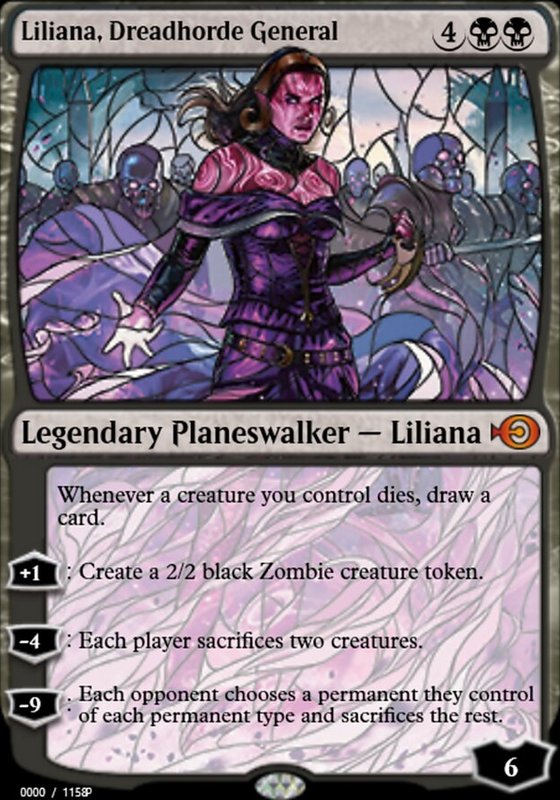 Liliana, Dreadhorde General 4
Legendary Planeswalker — Liliana
Whenever a creature you control dies, draw a
card.
+1 : Create a 2/2 black Zombie creature token.
−4 : Each player sacrifices two creatures.
−9 : Each opponent chooses a permanent they control
of each permanent type and sacrifices the rest.
6
0000 / 1158P